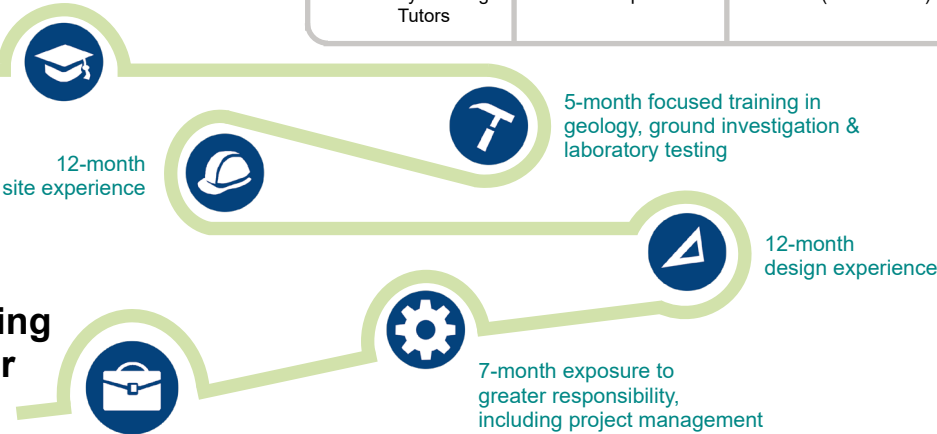 Tutors
5-month focused training in
geology, ground investigation &
laboratory testing
12-month
site experience
12-month
design experience
7-month exposure to
greater responsibility,
including project management